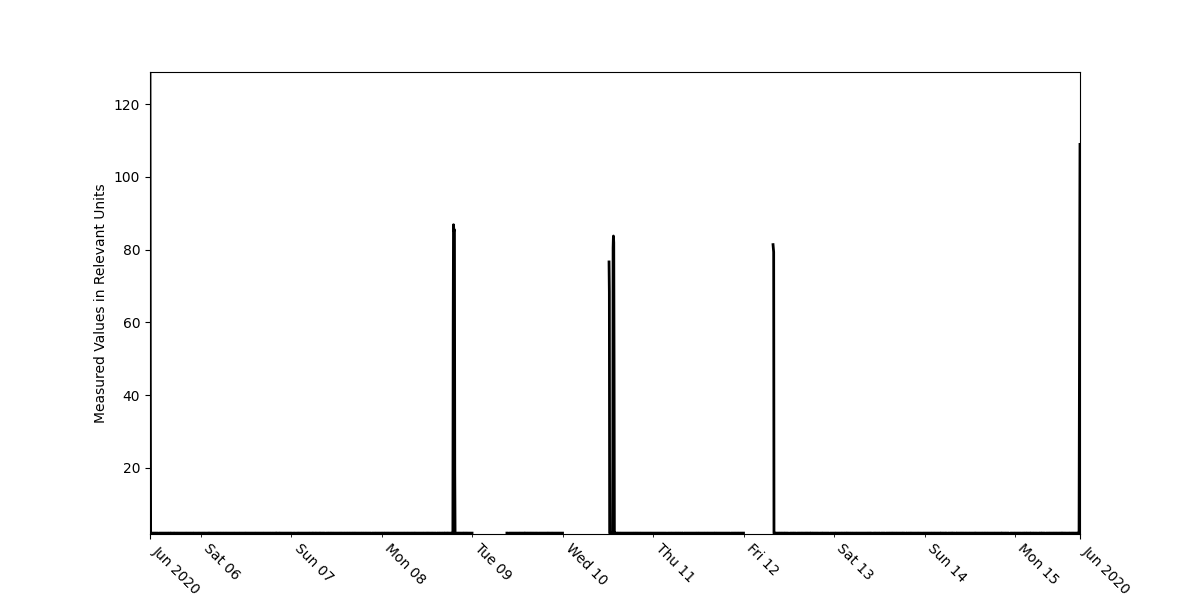 120
100
80
60
40
20
Measured Values in Relevant Units
Jun 2020
Sat 06
Sun 07
Mon 08
Tue 09
Wed 10
Thu 11
Fri 12
Sat 13
Sun 14
Mon 15
Jun 2020